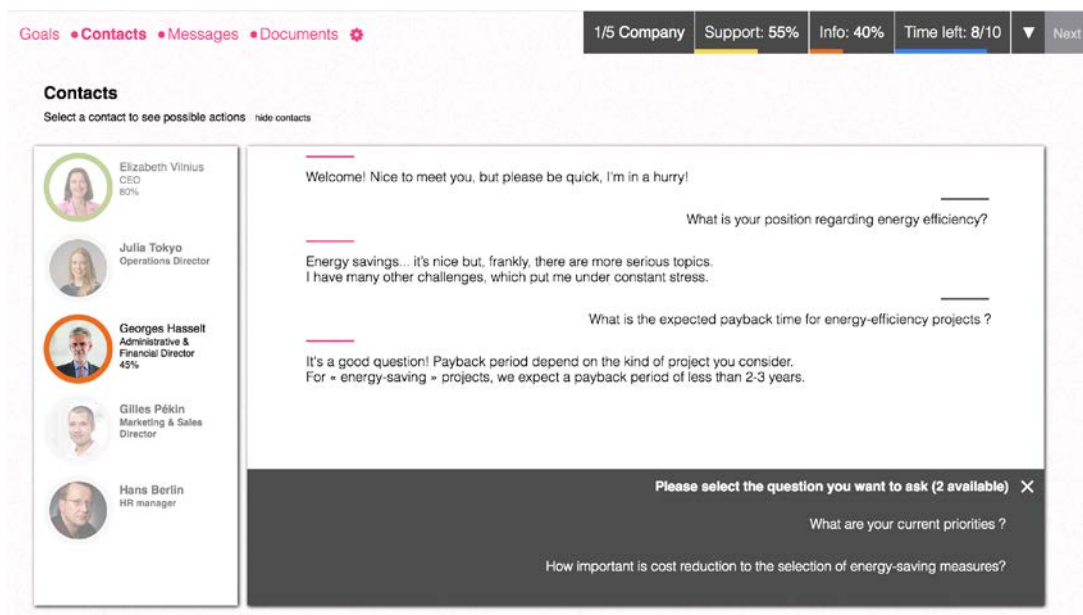 Goals • Contacts • Messages • Documents
1/5 Company
Support: 55%
Info: 40%
Time left: 8/10
▼
Next
Contacts
Select a contact to see possible actions hide contacts
Elizabeth Vilnius
CEO
80%
Julia Tokyo
Operations Director
Georges Hasselt
Administrative &
Financial Director
45%
Gilles Pékin
Marketing & Sales
Director
Hans Berlin
HR manager
Welcome! Nice to meet you, but please be quick, I'm in a hurry!
What is your position regarding energy efficiency?
Energy savings... it's nice but, frankly, there are more serious topics.
I have many other challenges, which put me under constant stress.
What is the expected payback time for energy-efficiency projects ?
It's a good question! Payback period depend on the kind of project you consider.
For « energy-saving » projects, we expect a payback period of less than 2-3 years.
Please select the question you want to ask (2 available) ✕
What are your current priorities ?
How important is cost reduction to the selection of energy-saving measures?